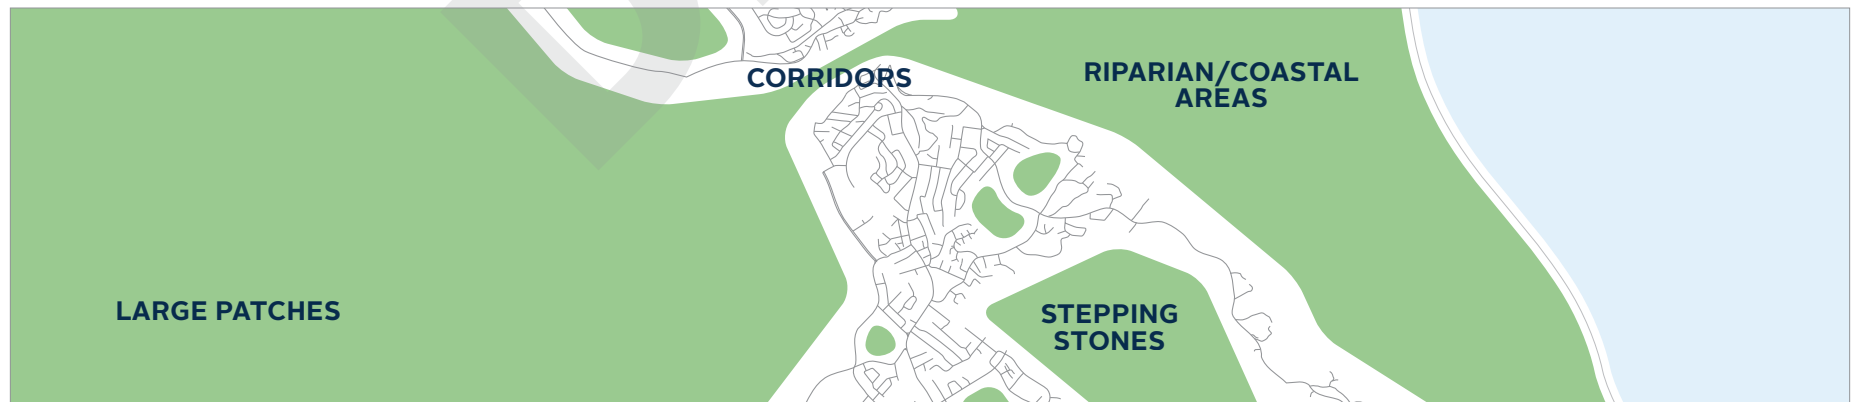 CORRIDORS
RIPARIAN/COASTAL
AREAS
LARGE PATCHES
STEPPING
STONES